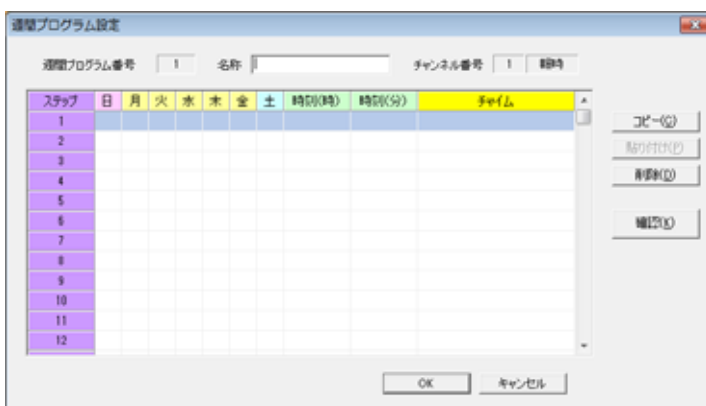 週間プログラム設定
週間プログラム番号 1 名称 チャンネル番号 1 瞬時
ステップ 日 月 火 水 木 金 土 時刻(時) 時刻(分) チャイム
1
2
3
4
5
6
7
8
9
10
11
12
コピー(C)
貼り付け(P)
削除(D)
確認(K)
OK キャンセル